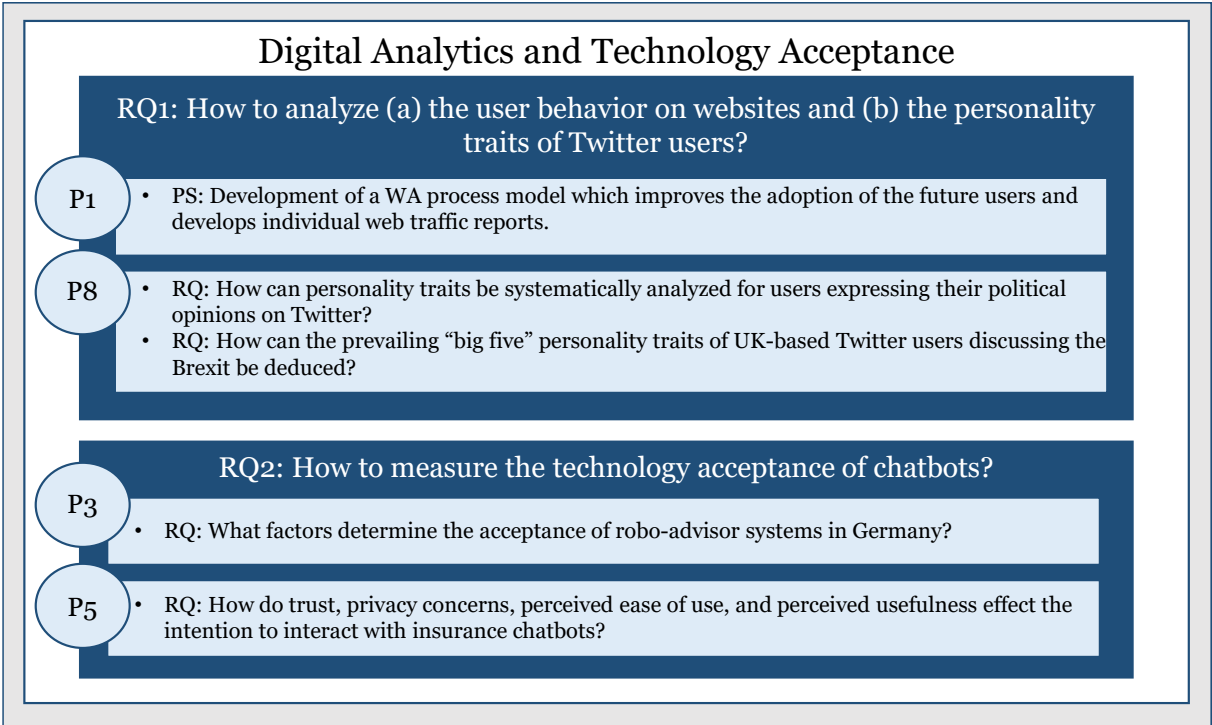 Digital Analytics and Technology Acceptance
RQ1: How to analyze (a) the user behavior on websites and (b) the personality
traits of Twitter users?
P1
• PS: Development of a WA process model which improves the adoption of the future users and
develops individual web traffic reports.
P8
• RQ: How can personality traits be systematically analyzed for users expressing their political
opinions on Twitter?
• RQ: How can the prevailing “big five” personality traits of UK-based Twitter users discussing the
Brexit be deduced?
RQ2: How to measure the technology acceptance of chatbots?
P3
• RQ: What factors determine the acceptance of robo-advisor systems in Germany?
P5
• RQ: How do trust, privacy concerns, perceived ease of use, and perceived usefulness effect the
intention to interact with insurance chatbots?